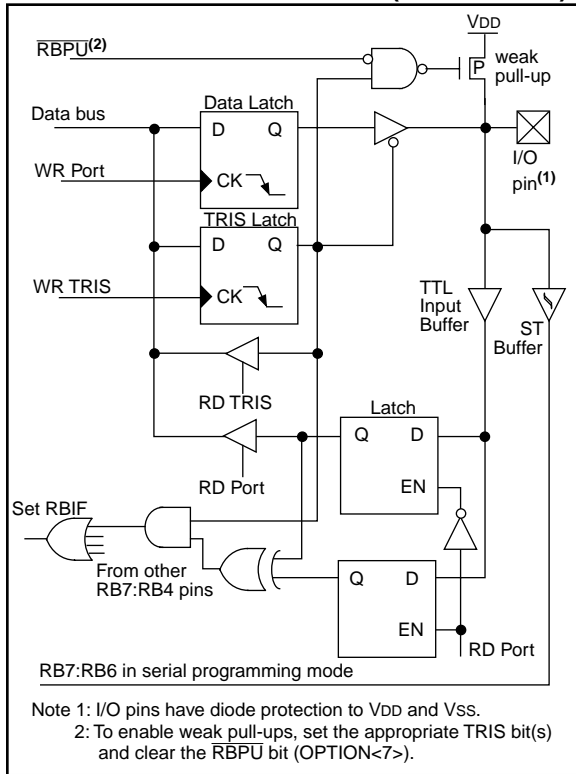 VDD
RBPU(2)
P
weak
pull-up
Data Latch
Data bus
D
Q
WR Port
CK
I/O
pin(1)
TRIS Latch
D
Q
WR TRIS
CK
TTL
Input
Buffer
ST
Buffer
RD TRIS
Latch
Q
D
RD Port
EN
Set RBIF
From other
RB7:RB4 pins
Q
D
EN
RD Port
RB7:RB6 in serial programming mode
Note 1: I/O pins have diode protection to VDD and VSS.
2: To enable weak pull-ups, set the appropriate TRIS bit(s)
and clear the RBPU bit (OPTION<7>).